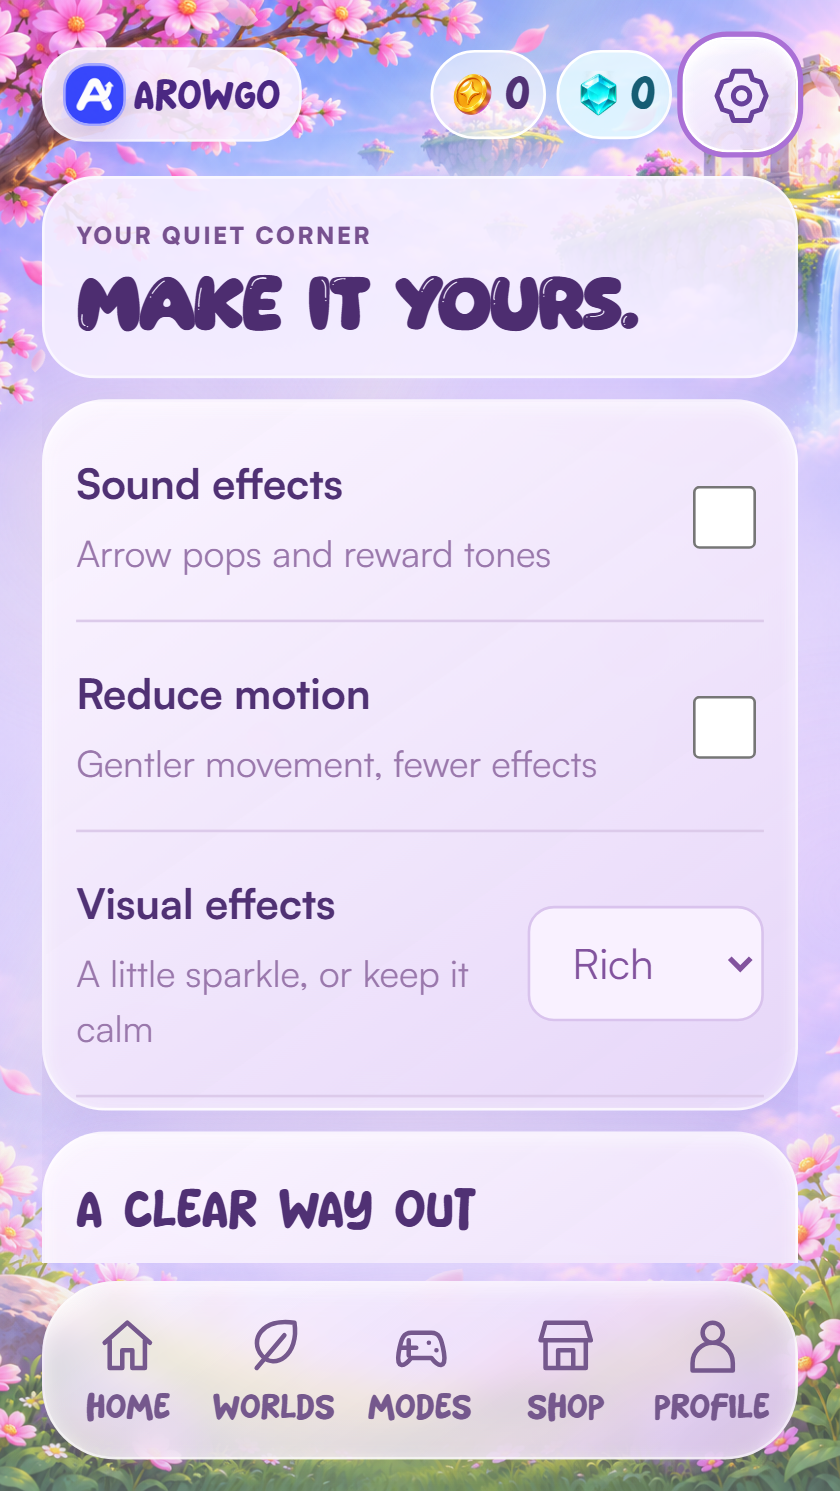 AROWGO
0
0
YOUR QUIET CORNER
MAKE IT YOURS.
Sound effects
Arrow pops and reward tones
Reduce motion
Gentler movement, fewer effects
Visual effects
A little sparkle, or keep it
calm
Rich
A CLEAR WAY OUT
HOME
WORLDS
MODES
SHOP
PROFILE